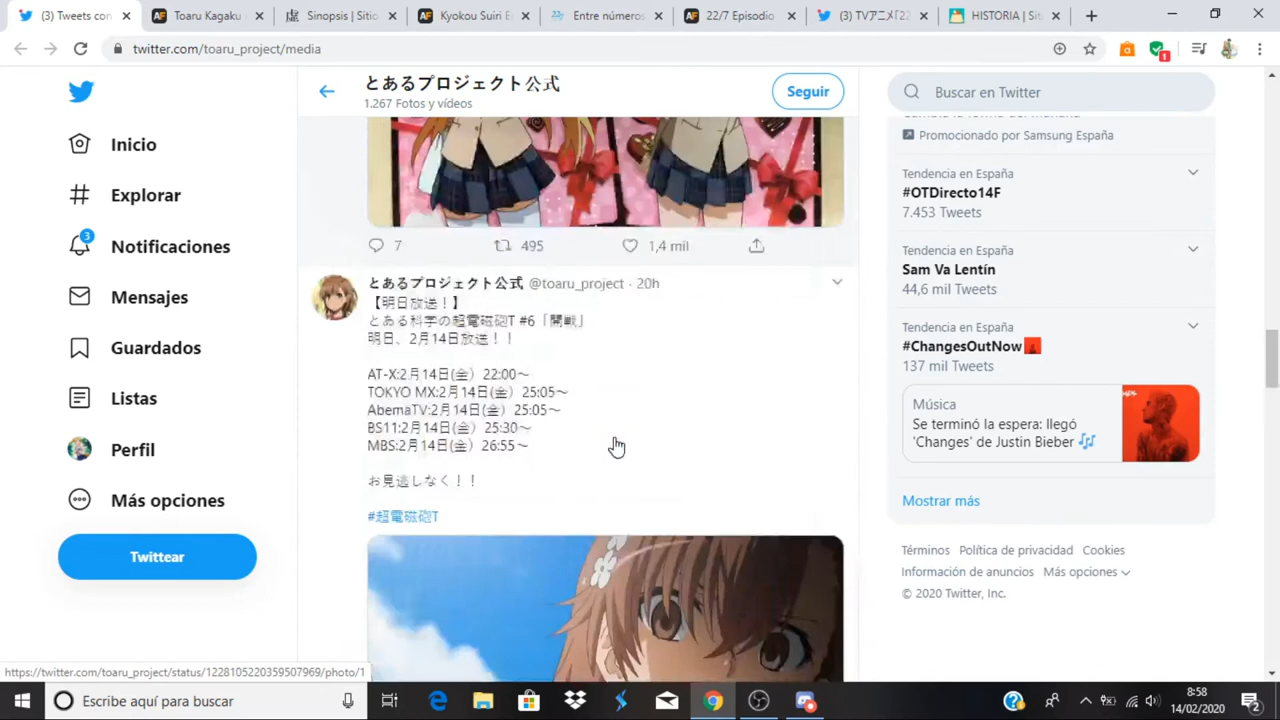 (3) Tweets con
Toaru Kagaku
Sinopsis | Sitio
Kyokou Suiri E
Entre números
22/7 Episodio
(3) TVアニメ「22
HISTORIA | Sit
twitter.com/toaru_project/media
1
とあるプロジェクト公式
1.267 Fotos y vídeos
Seguir
Buscar en Twitter
Inicio
Explorar
3
Notificaciones
Mensajes
Guardados
Listas
Perfil
Más opciones
Twittear
7
495
1,4 mil
とあるプロジェクト公式 @toaru_project · 20h
【明日放送！】
とある科学の超電磁砲T #6「開戦」
明日、2月14日放送！！
AT-X:2月14日(金）22:00～
TOKYO MX:2月14日(金）25:05～
AbemaTV:2月14日(金）25:05～
BS11:2月14日(金）25:30～
MBS:2月14日(金）26:55～
お見逃しなく！！
#超電磁砲T
Promocionado por Samsung España
Tendencia en España
#OTDirecto14F
7.453 Tweets
Tendencia en España
Sam Va Lentín
44,6 mil Tweets
Tendencia en España
#ChangesOutNow
137 mil Tweets
Música
Se terminó la espera: llegó
'Changes' de Justin Bieber
Mostrar más
Términos Política de privacidad Cookies
Información de anuncios Más opciones
© 2020 Twitter, Inc.
https://twitter.com/toaru_project/status/1228105220359507969/photo/1
Escribe aquí para buscar
8:58
14/02/2020
2